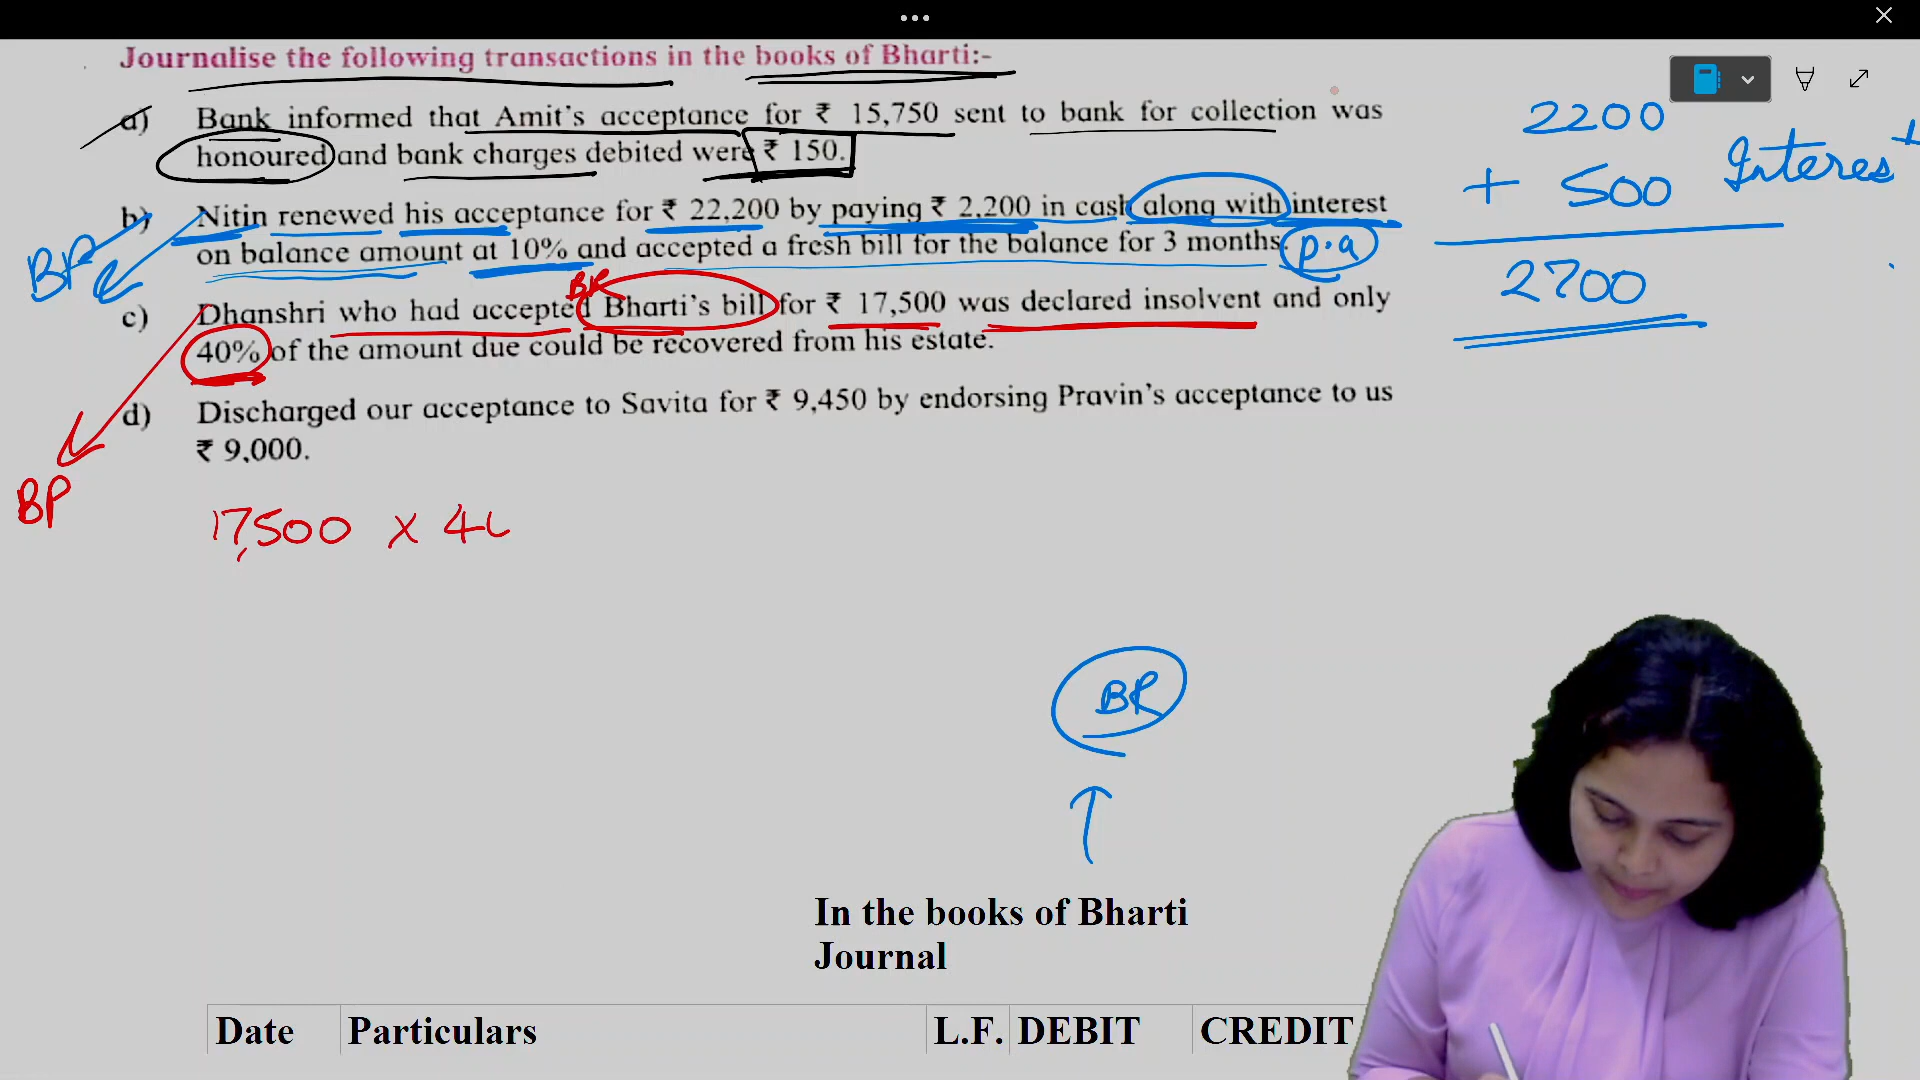 Journalise the following transactions in the books of Bharti:-
a) Bank informed that Amit's acceptance for ₹ 15,750 sent to bank for collection was
honoured and bank charges debited were ₹ 150.
b) Nitin renewed his acceptance for ₹ 22,200 by paying ₹ 2,200 in cash along with interest
on balance amount at 10% and accepted a fresh bill for the balance for 3 months. p.a
BP
BR
c) Dhanshri who had accepted Bharti's bill for ₹ 17,500 was declared insolvent and only
40% of the amount due could be recovered from his estate.
d) Discharged our acceptance to Savita for ₹ 9,450 by endorsing Pravin's acceptance to us
₹ 9,000.
BP
2200
+ 500 Interest
2700
17,500 x 4
BR
In the books of Bharti
Journal
Date Particulars L.F. DEBIT CREDIT